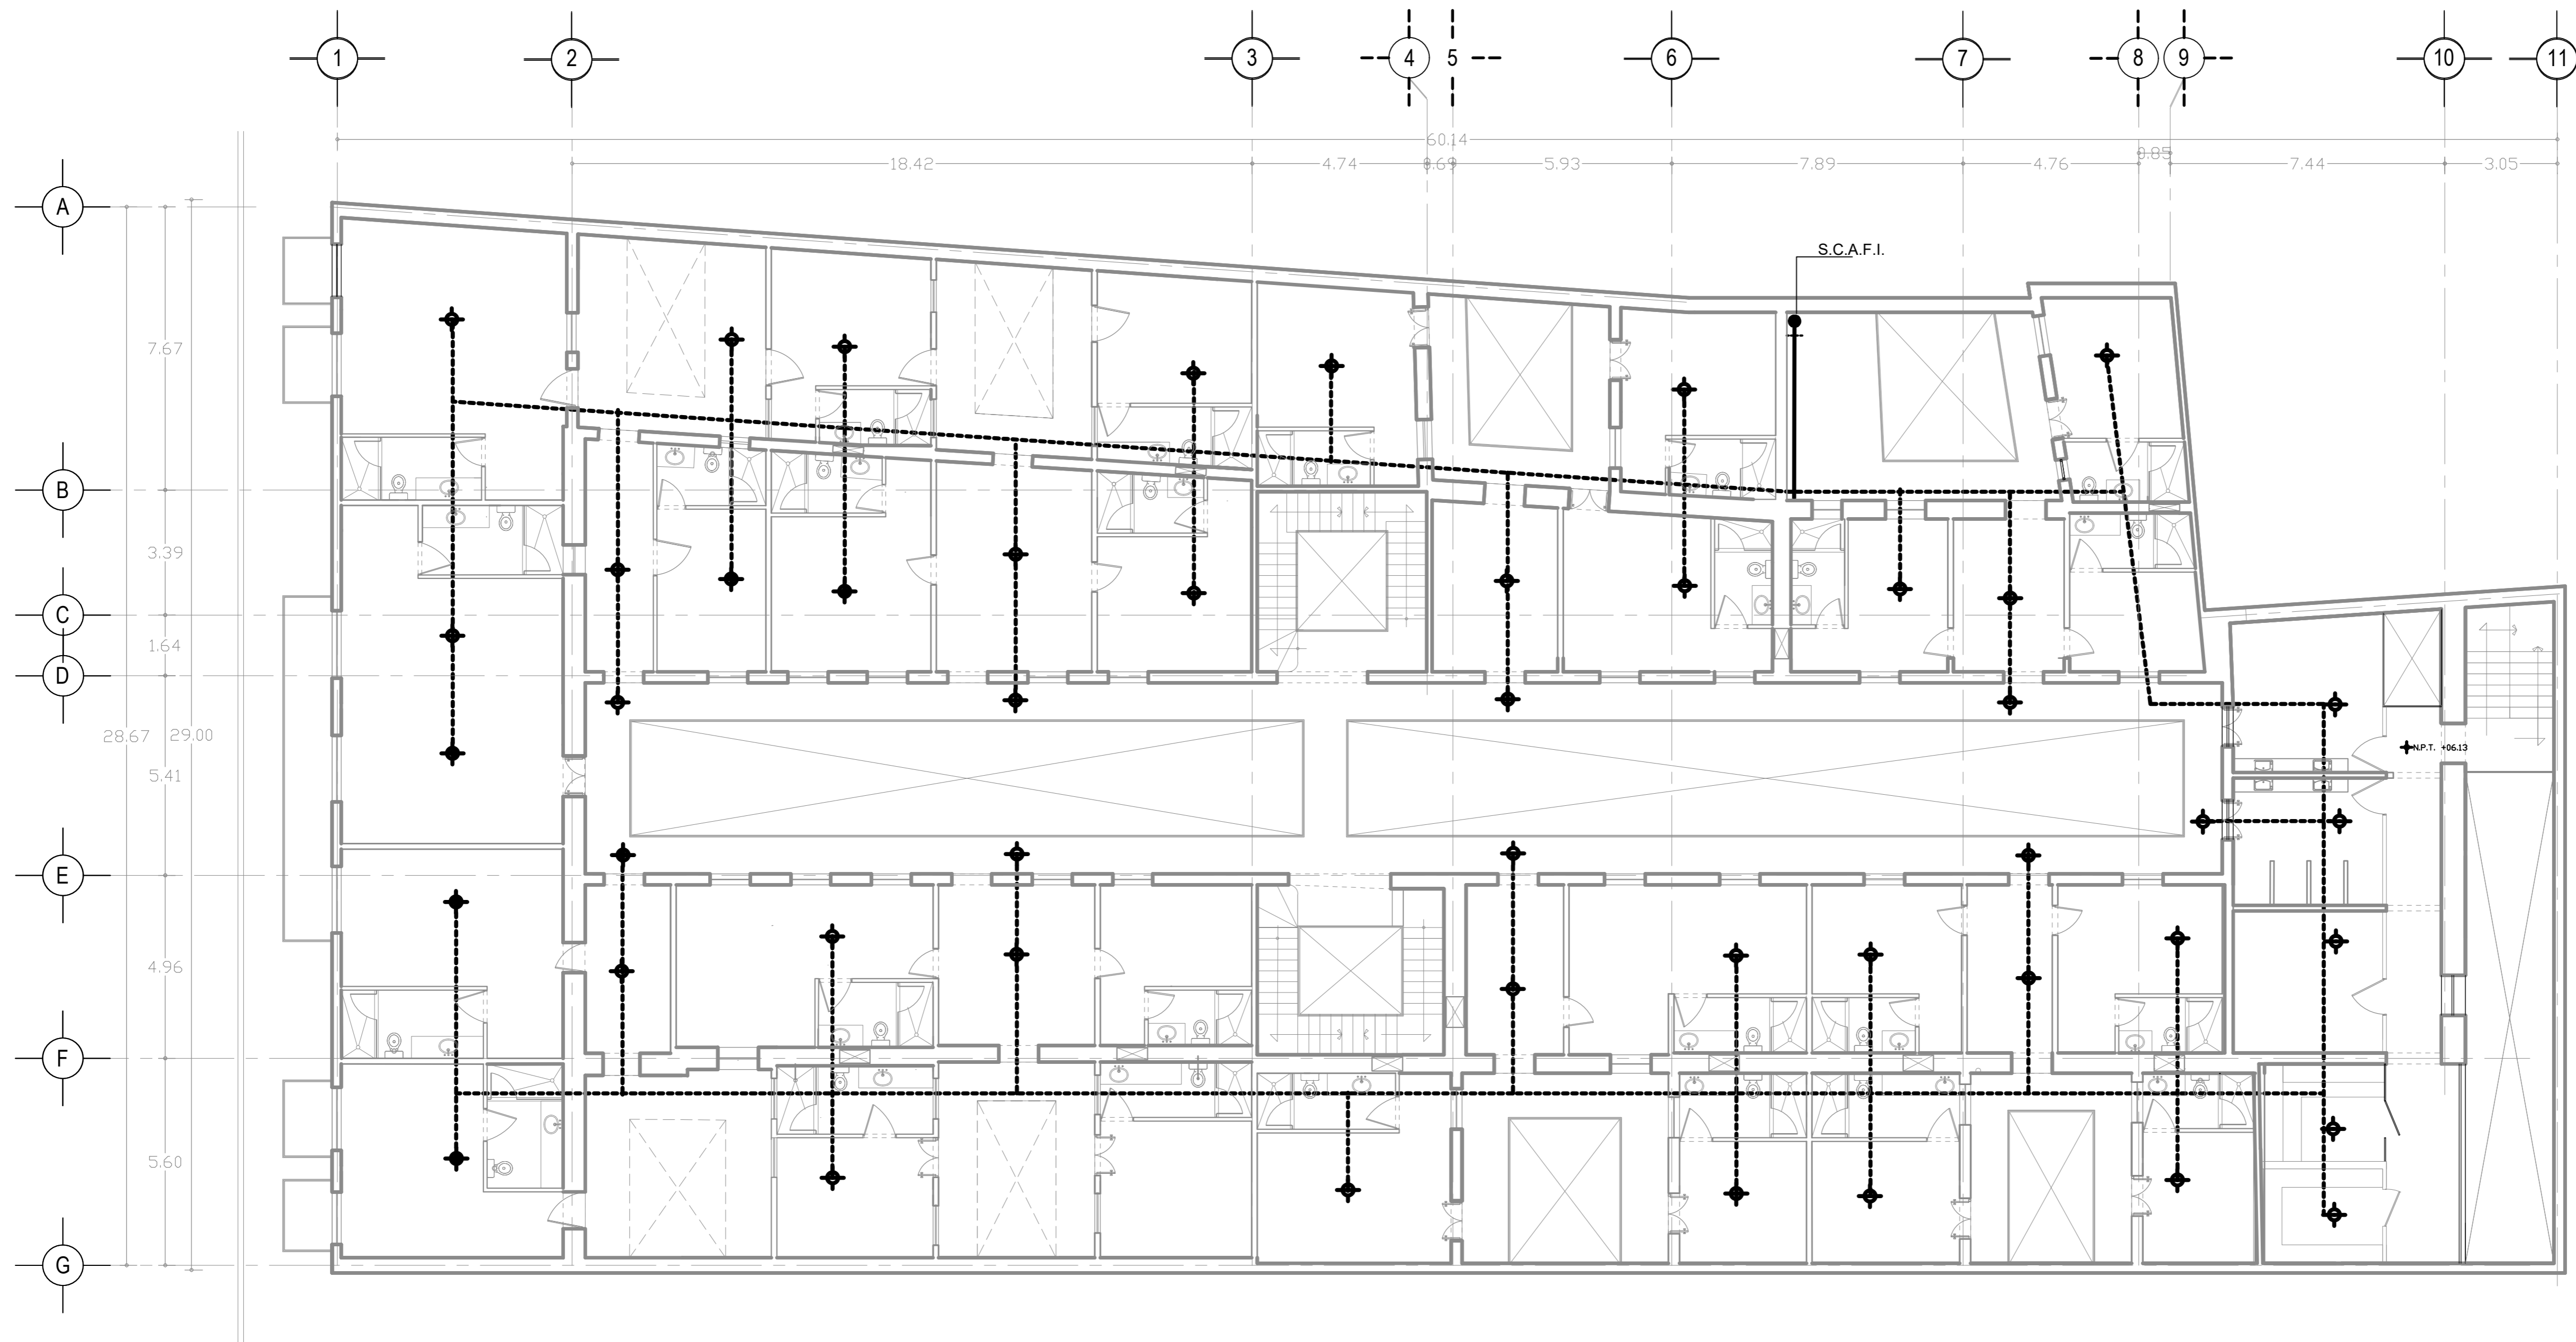 1 2 3 4 5 6 7 8 9 10 11
60.14
18.42 4.74 0.69 5.93 7.89 4.76 0.85 7.44 3.05
A
S.C.A.F.I.
7.67
B
3.39
C
1.64
D
28.67 29.00
N.P.T. +06.13
5.41
E
4.96
F
5.60
G